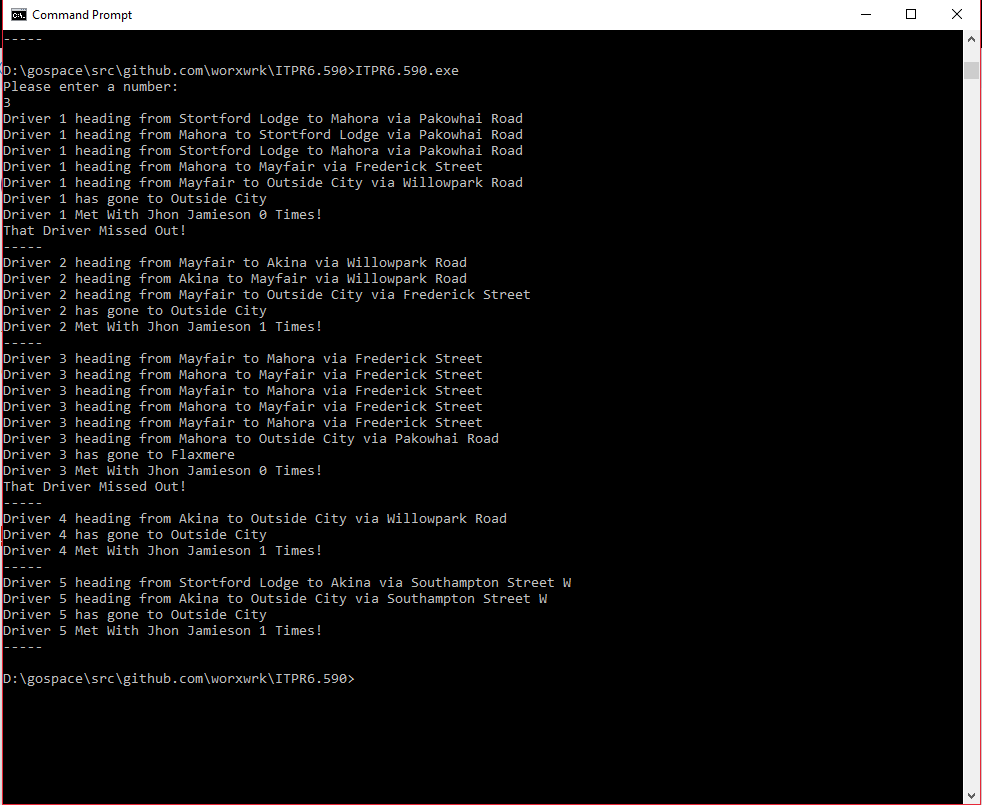 Command Prompt
-----
D:\gospace\src\github.com\worxwrk\ITPR6.590>ITPR6.590.exe
Please enter a number:
3
Driver 1 heading from Stortford Lodge to Mahora via Pakowhai Road
Driver 1 heading from Mahora to Stortford Lodge via Pakowhai Road
Driver 1 heading from Stortford Lodge to Mahora via Pakowhai Road
Driver 1 heading from Mahora to Mayfair via Frederick Street
Driver 1 heading from Mayfair to Outside City via Willowpark Road
Driver 1 has gone to Outside City
Driver 1 Met With Jhon Jamieson 0 Times!
That Driver Missed Out!
-----
Driver 2 heading from Mayfair to Akina via Willowpark Road
Driver 2 heading from Akina to Mayfair via Willowpark Road
Driver 2 heading from Mayfair to Outside City via Frederick Street
Driver 2 has gone to Outside City
Driver 2 Met With Jhon Jamieson 1 Times!
-----
Driver 3 heading from Mayfair to Mahora via Frederick Street
Driver 3 heading from Mahora to Mayfair via Frederick Street
Driver 3 heading from Mayfair to Mahora via Frederick Street
Driver 3 heading from Mahora to Mayfair via Frederick Street
Driver 3 heading from Mayfair to Mahora via Frederick Street
Driver 3 heading from Mahora to Outside City via Pakowhai Road
Driver 3 has gone to Flaxmere
Driver 3 Met With Jhon Jamieson 0 Times!
That Driver Missed Out!
-----
Driver 4 heading from Akina to Outside City via Willowpark Road
Driver 4 has gone to Outside City
Driver 4 Met With Jhon Jamieson 1 Times!
-----
Driver 5 heading from Stortford Lodge to Akina via Southampton Street W
Driver 5 heading from Akina to Outside City via Southampton Street W
Driver 5 has gone to Outside City
Driver 5 Met With Jhon Jamieson 1 Times!
-----
D:\gospace\src\github.com\worxwrk\ITPR6.590>